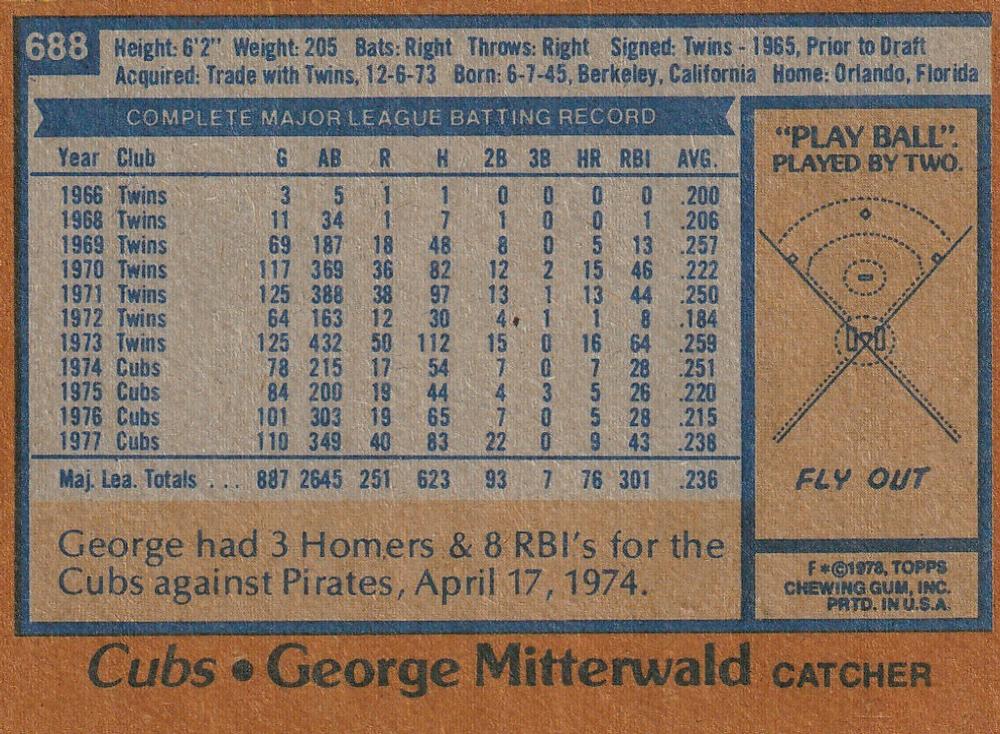 688
Height: 6'2" Weight: 205 Bats: Right Throws: Right Signed: Twins - 1965, Prior to Draft
Acquired: Trade with Twins, 12-6-73 Born: 6-7-45, Berkeley, California Home: Orlando, Florida
COMPLETE MAJOR LEAGUE BATTING RECORD
Year Club G AB R H 2B 3B HR RBI AVG.
1966 Twins 3 5 1 1 0 0 0 0 .200
1968 Twins 11 34 1 7 1 0 0 1 .206
1969 Twins 69 187 18 48 8 0 5 13 .257
1970 Twins 117 369 36 82 12 2 15 46 .222
1971 Twins 125 388 38 97 13 1 13 44 .250
1972 Twins 64 163 12 30 4 1 1 8 .184
1973 Twins 125 432 50 112 15 0 16 64 .259
1974 Cubs 78 215 17 54 7 0 7 28 .251
1975 Cubs 84 200 19 44 4 3 5 26 .220
1976 Cubs 101 303 19 65 7 0 5 28 .215
1977 Cubs 110 349 40 83 22 0 9 43 .238
Maj. Lea. Totals . . . 887 2645 251 623 93 7 76 301 .236
George had 3 Homers & 8 RBI's for the
Cubs against Pirates, April 17, 1974.
"PLAY BALL".
PLAYED BY TWO.
FLY OUT
F*©1978, TOPPS
CHEWING GUM, INC.
PRTD. IN U.S.A.
Cubs • George Mitterwald CATCHER